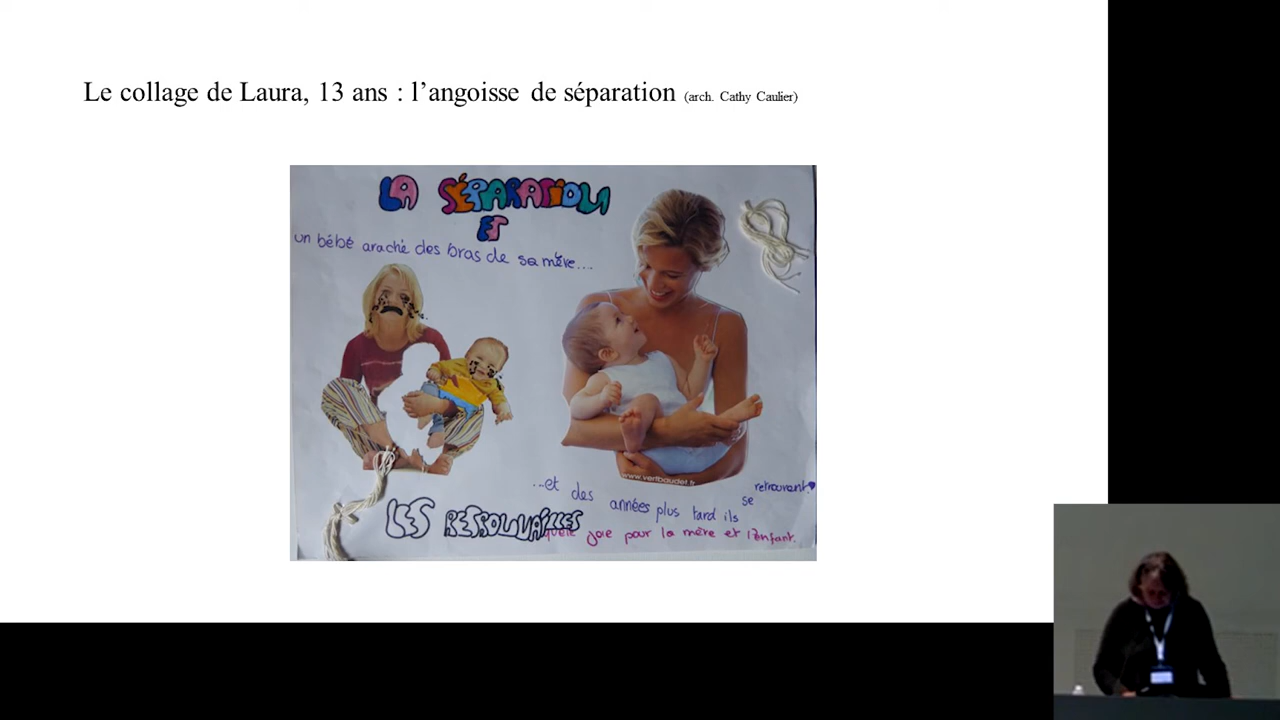 Le collage de Laura, 13 ans : l’angoisse de séparation (arch. Cathy Caulier)
LA SÉPARATION
ET
un bébé araché des bras de sa mère...
www.vertbaudet.fr
...et des années plus tard ils se retrouvent
LES RETROUVAILLES
quelle joie pour la mère et l'enfant.